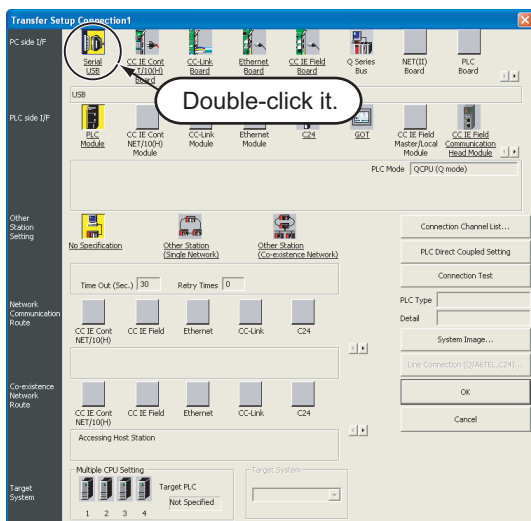 Transfer Setup Connection1
PC side I/F
Serial
USB
CC IE Cont
NET/10(H)
Board
CC-Link
Board
Ethernet
Board
CC IE Field
Board
Q Series
Bus
NET(II)
Board
PLC
Board
USB
Double-click it.
PLC side I/F
PLC
Module
CC IE Cont
NET/10(H)
Module
CC-Link
Module
Ethernet
Module
C24
GOT
CC IE Field
Master/Local
Module
CC IE Field
Communication
Head Module
PLC Mode QCPU (Q mode)
Other
Station
Setting
No Specification
Other Station
(Single Network)
Other Station
(Co-existence Network)
Time Out (Sec.) 30 Retry Times 0
Connection Channel List...
PLC Direct Coupled Setting
Connection Test
PLC Type
Detail
System Image...
Line Connection (Q/A6TEL,C24)...
OK
Cancel
Network
Communication
Route
CC IE Cont
NET/10(H)
CC IE Field
Ethernet
CC-Link
C24
Co-existence
Network
Route
CC IE Cont
NET/10(H)
CC IE Field
Ethernet
CC-Link
C24
Accessing Host Station
Target
System
Multiple CPU Setting
1 2 3 4
Target PLC
Not Specified
Target System